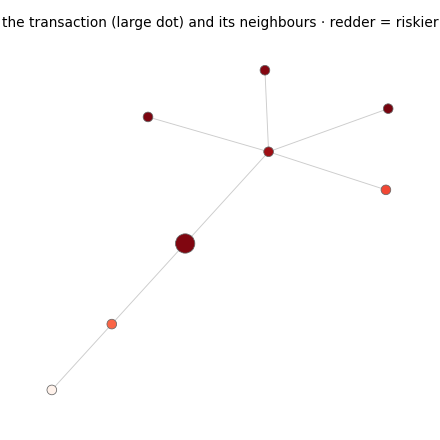 the transaction (large dot) and its neighbours · redder = riskier